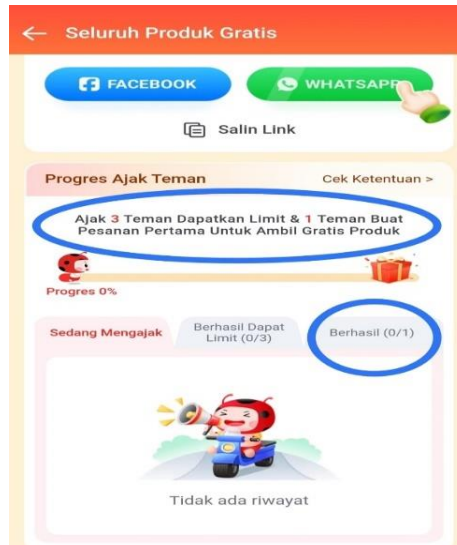 Seluruh Produk Gratis
FACEBOOK
WHATSAPP
Salin Link
Progres Ajak Teman
Cek Ketentuan >
Ajak 3 Teman Dapatkan Limit & 1 Teman Buat
Pesanan Pertama Untuk Ambil Gratis Produk
Progres 0%
Sedang Mengajak
Berhasil Dapat
Limit (0/3)
Berhasil (0/1)
Tidak ada riwayat